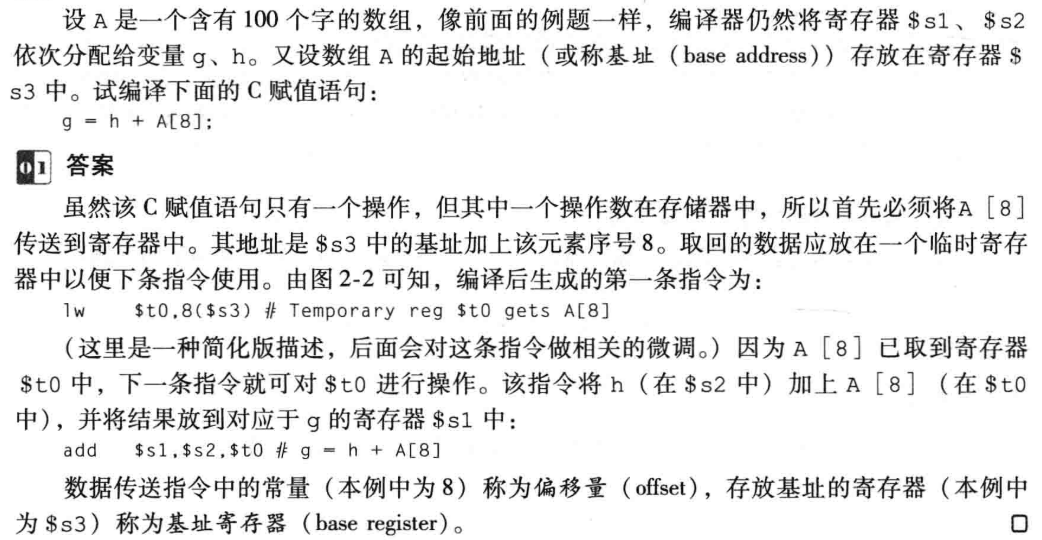 设 A 是一个含有 100 个字的数组，像前面的例题一样，编译器仍然将寄存器 $s1、$s2
依次分配给变量 g、h。又设数组 A 的起始地址（或称基址（base address））存放在寄存器 $
s3 中。试编译下面的 C 赋值语句：
g = h + A[8];
01 答案
虽然该 C 赋值语句只有一个操作，但其中一个操作数在存储器中，所以首先必须将A［8］
传送到寄存器中。其地址是 $s3 中的基址加上该元素序号 8。取回的数据应放在一个临时寄存
器中以便下条指令使用。由图 2-2 可知，编译后生成的第一条指令为：
lw $t0,8($s3) # Temporary reg $t0 gets A[8]
（这里是一种简化版描述，后面会对这条指令做相关的微调。）因为 A［8］已取到寄存器
$t0 中，下一条指令就可对 $t0 进行操作。该指令将 h（在 $s2 中）加上 A［8］（在 $t0
中），并将结果放到对应于 g 的寄存器 $s1 中：
add $s1,$s2,$t0 # g = h + A[8]
数据传送指令中的常量（本例中为 8）称为偏移量（offset），存放基址的寄存器（本例中
为 $s3）称为基址寄存器（base register）。